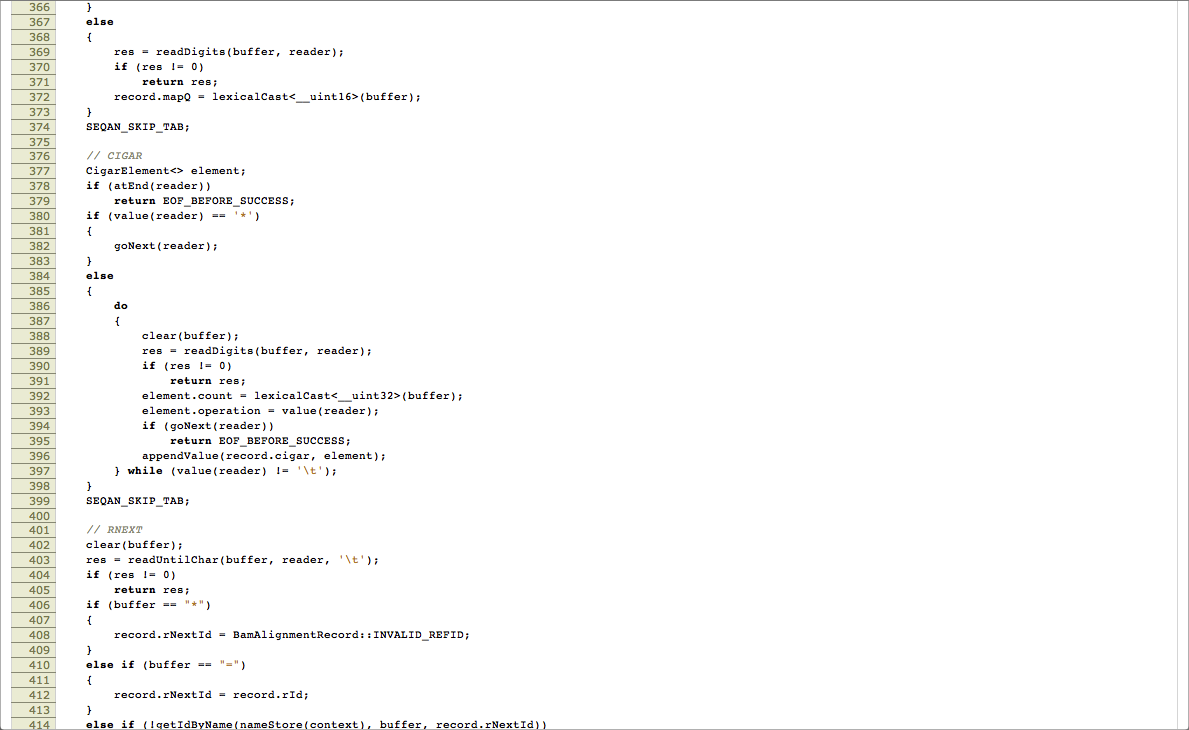 366 }
367 else
368 {
369 res = readDigits(buffer, reader);
370 if (res != 0)
371 return res;
372 record.mapQ = lexicalCast<__uint16>(buffer);
373 }
374 SEQAN_SKIP_TAB;
375
376 // CIGAR
377 CigarElement<> element;
378 if (atEnd(reader))
379 return EOF_BEFORE_SUCCESS;
380 if (value(reader) == '*')
381 {
382 goNext(reader);
383 }
384 else
385 {
386 do
387 {
388 clear(buffer);
389 res = readDigits(buffer, reader);
390 if (res != 0)
391 return res;
392 element.count = lexicalCast<__uint32>(buffer);
393 element.operation = value(reader);
394 if (goNext(reader))
395 return EOF_BEFORE_SUCCESS;
396 appendValue(record.cigar, element);
397 } while (value(reader) != '\t');
398 }
399 SEQAN_SKIP_TAB;
400
401 // RNEXT
402 clear(buffer);
403 res = readUntilChar(buffer, reader, '\t');
404 if (res != 0)
405 return res;
406 if (buffer == "*")
407 {
408 record.rNextId = BamAlignmentRecord::INVALID_REFID;
409 }
410 else if (buffer == "=")
411 {
412 record.rNextId = record.rId;
413 }
414 else if (!getIdByName(nameStore(context), buffer, record.rNextId))